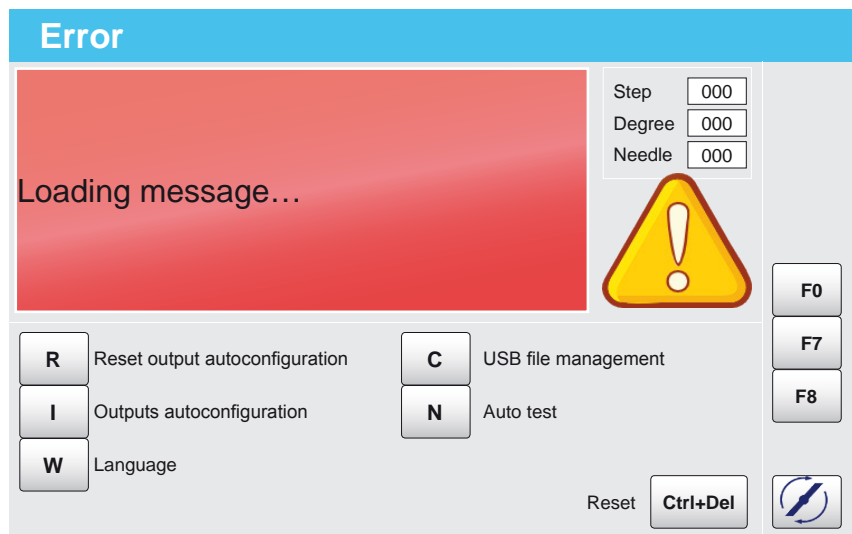 Error
Loading message…
Step 000
Degree 000
Needle 000
F0
F7
F8
R Reset output autoconfiguration
C USB file management
I Outputs autoconfiguration
N Auto test
W Language
Reset Ctrl+Del